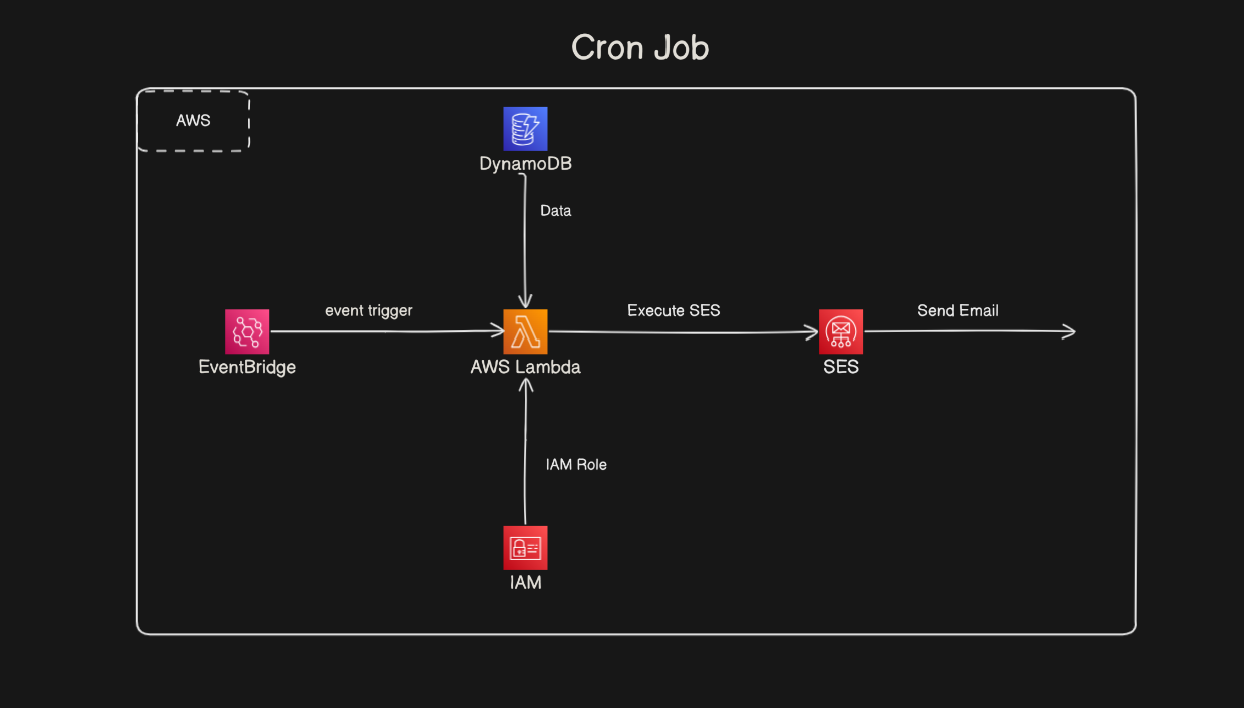 Cron Job
AWS
DynamoDB
Data
event trigger
Execute SES
Send Email
EventBridge
AWS Lambda
SES
IAM Role
IAM